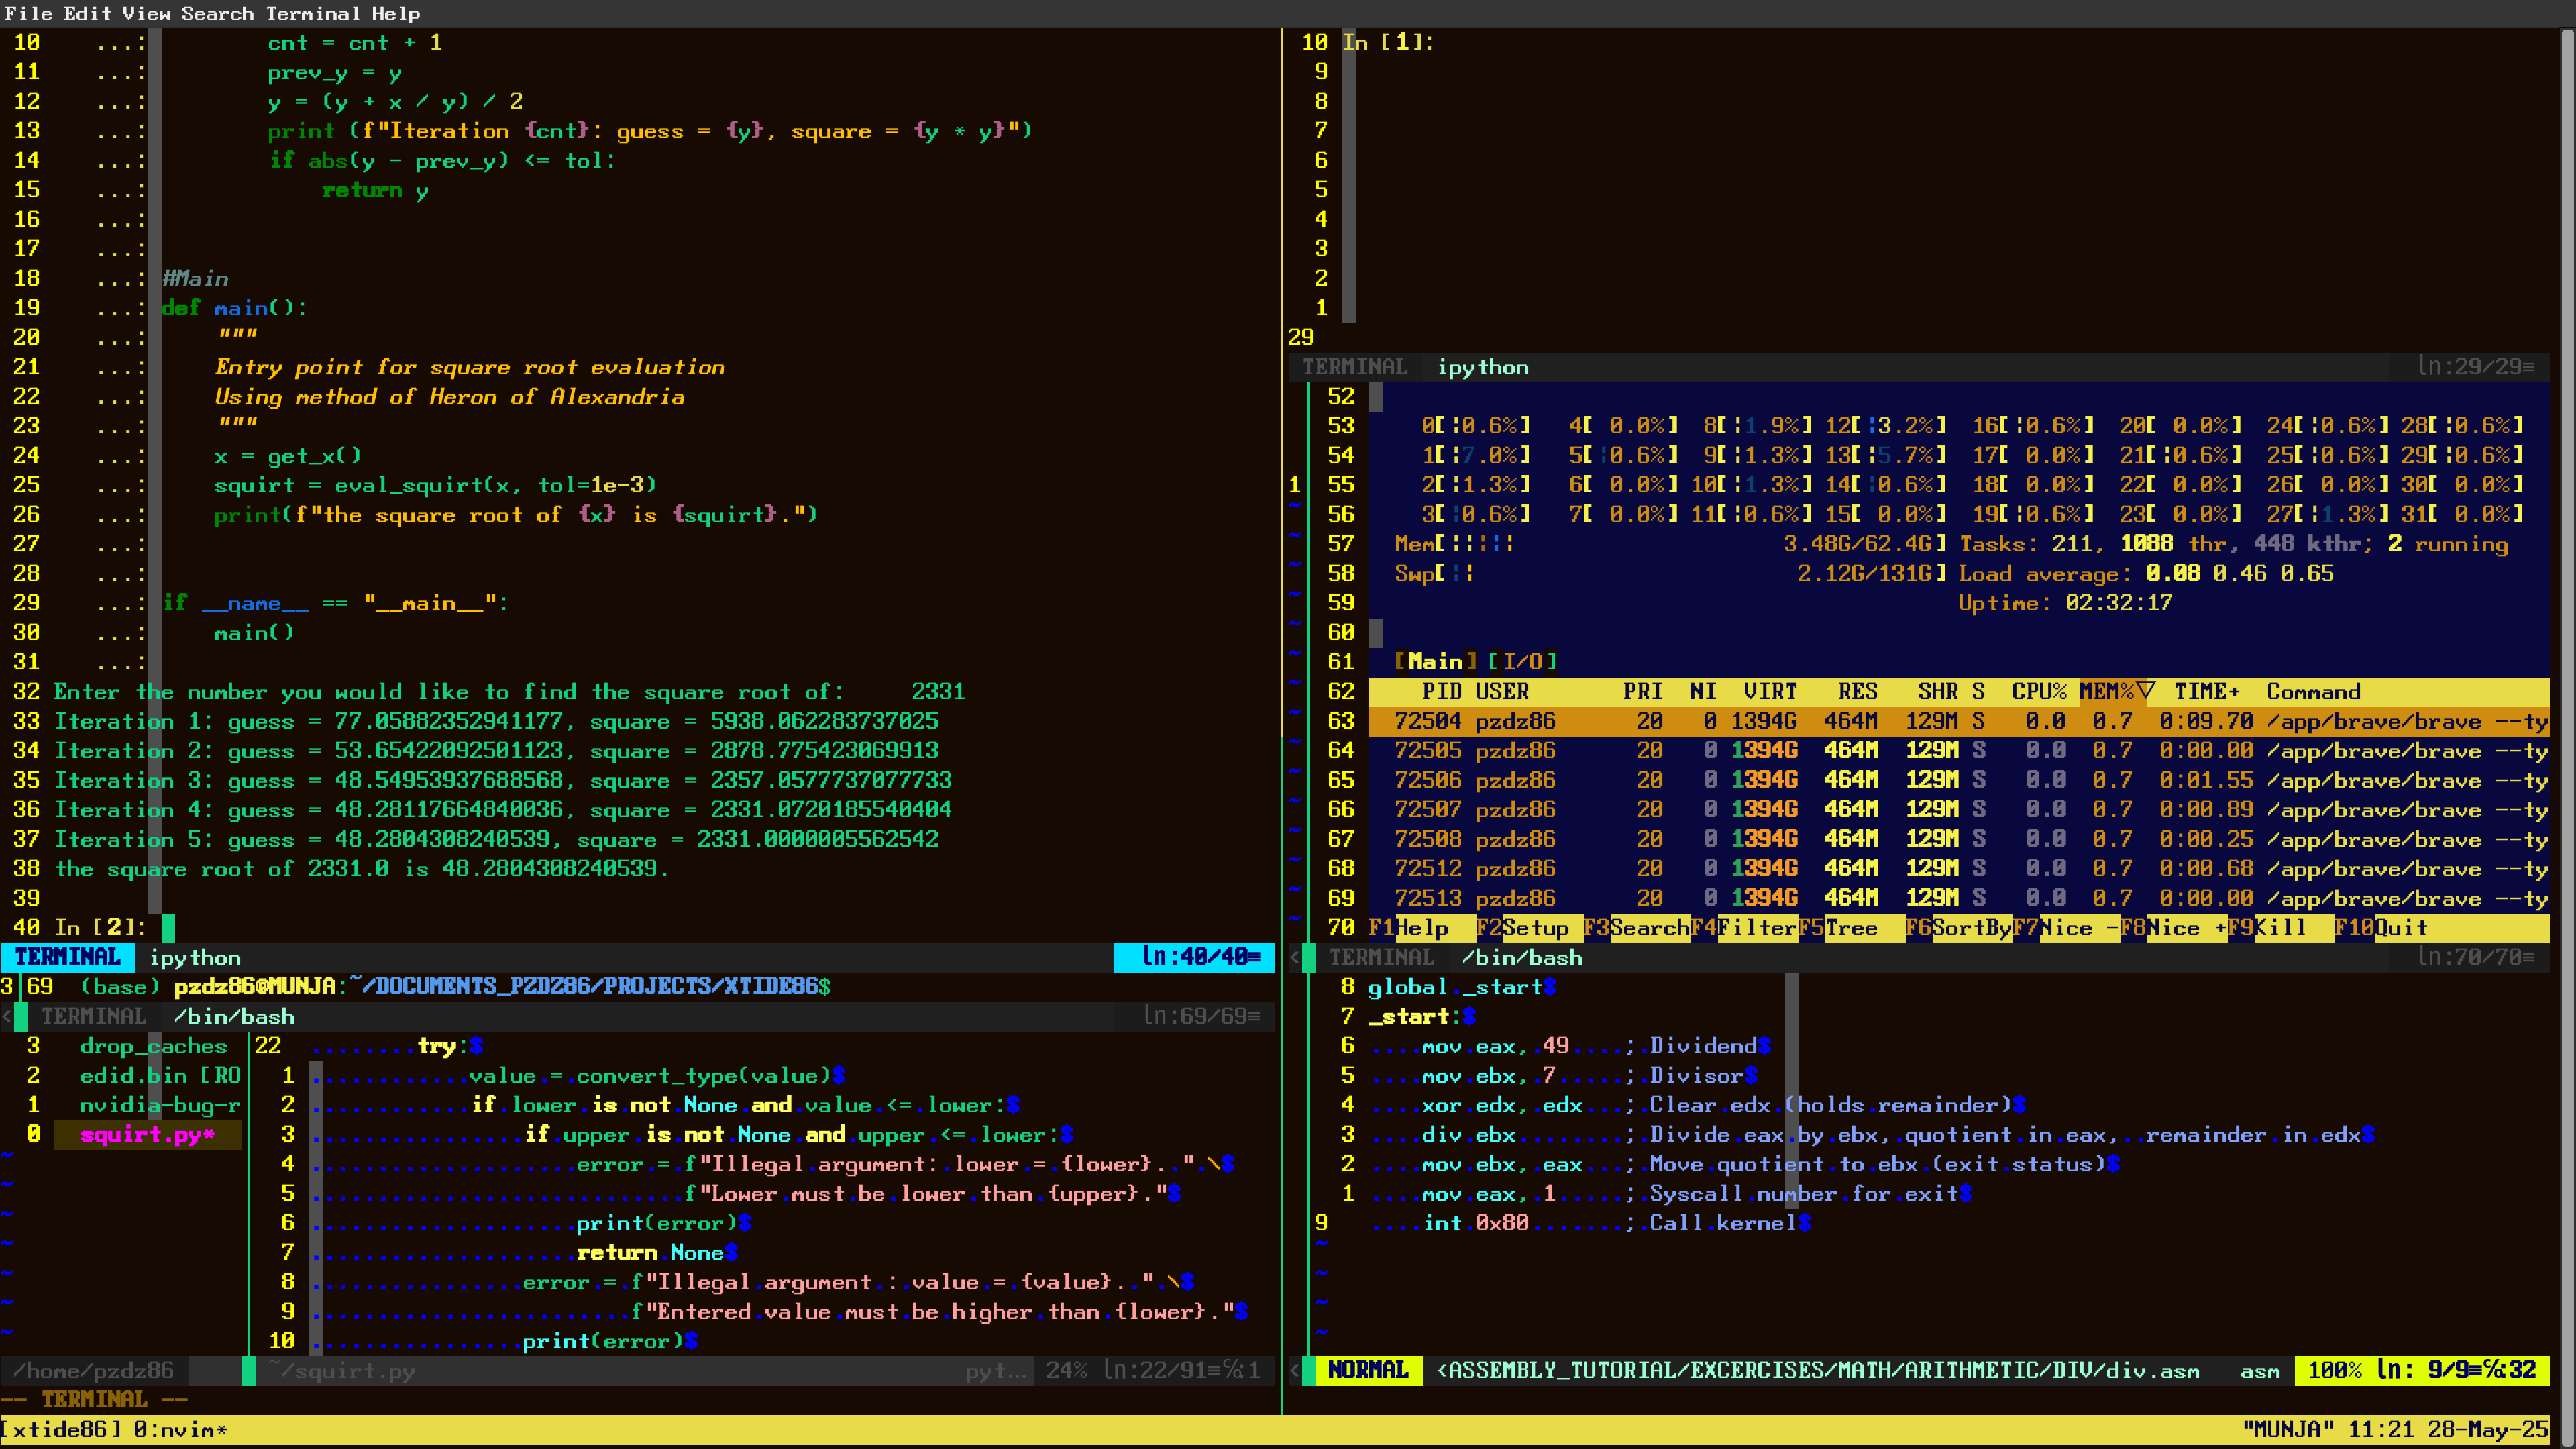 File Edit View Search Terminal Help
10    ...:         cnt = cnt + 1
11    ...:         prev_y = y
12    ...:         y = (y + x / y) / 2
13    ...:         print (f"Iteration {cnt}: guess = {y}, square = {y * y}")
14    ...:         if abs(y - prev_y) <= tol:
15    ...:             return y
16    ...:
17    ...:
18    ...: #Main
19    ...: def main():
20    ...:     """
21    ...:     Entry point for square root evaluation
22    ...:     Using method of Heron of Alexandria
23    ...:     """
24    ...:     x = get_x()
25    ...:     squirt = eval_squirt(x, tol=1e-3)
26    ...:     print(f"the square root of {x} is {squirt}.")
27    ...:
28    ...:
29    ...: if __name__ == "__main__":
30    ...:     main()
31    ...:
32 Enter the number you would like to find the square root of:     2331
33 Iteration 1: guess = 77.05882352941177, square = 5938.062283737025
34 Iteration 2: guess = 53.65422092501123, square = 2878.775423069913
35 Iteration 3: guess = 48.54953937688568, square = 2357.0577737077733
36 Iteration 4: guess = 48.28117664840036, square = 2331.0720185540404
37 Iteration 5: guess = 48.2804308240539, square = 2331.0000005562542
38 the square root of 2331.0 is 48.2804308240539.
39
40 In [2]:
TERMINAL  ipython  ln:40/40≡
3 69  (base) pzdz86@MUNJA:~/DOCUMENTS_PZDZ86/PROJECTS/XTIDE86$
< TERMINAL  /bin/bash  ln:69/69≡
3   drop_caches
2   edid.bin [RO
1   nvidia-bug-r
0   squirt.py*
~
~
~
~
~
~
~
22  ........try:$
1 ............value.=.convert_type(value)$
2 ............if.lower.is.not.None.and.value.<=.lower:$
3 ................if.upper.is.not.None.and.upper.<=.lower:$
4 ....................error.=.f"Illegal.argument:.lower.=.{lower}..".\$
5 ............................f"Lower.must.be.lower.than.{upper}."$
6 ....................print(error)$
7 ....................return.None$
8 ................error.=.f"Illegal.argument.:.value.=.{value}..".\$
9 ........................f"Entered.value.must.be.higher.than.{lower}."$
10 ................print(error)$
/home/pzdz86  ~/squirt.py  pyt...  24% ln:22/91≡℅:1
-- TERMINAL --
10 In [1]:
9
8
7
6
5
4
3
2
1
29
TERMINAL  ipython  ln:29/29≡
52
53 0[|0.6%] 4[ 0.0%] 8[|1.9%] 12[|3.2%] 16[|0.6%] 20[ 0.0%] 24[|0.6%] 28[|0.6%]
54 1[|7.0%] 5[|0.6%] 9[|1.3%] 13[|5.7%] 17[ 0.0%] 21[|0.6%] 25[|0.6%] 29[|0.6%]
1 55 2[|1.3%] 6[ 0.0%] 10[|1.3%] 14[|0.6%] 18[ 0.0%] 22[ 0.0%] 26[ 0.0%] 30[ 0.0%]
~ 56 3[|0.6%] 7[ 0.0%] 11[|0.6%] 15[ 0.0%] 19[|0.6%] 23[ 0.0%] 27[|1.3%] 31[ 0.0%]
~ 57 Mem[|||||  3.48G/62.4G] Tasks: 211, 1088 thr, 448 kthr; 2 running
~ 58 Swp[||  2.12G/131G] Load average: 0.08 0.46 0.65
~ 59 Uptime: 02:32:17
~ 60
~ 61 [Main] [I/O]
~ 62 PID USER PRI NI VIRT RES SHR S CPU% MEM%▽ TIME+ Command
~ 63 72504 pzdz86 20 0 1394G 464M 129M S 0.0 0.7 0:09.70 /app/brave/brave --ty
~ 64 72505 pzdz86 20 0 1394G 464M 129M S 0.0 0.7 0:00.00 /app/brave/brave --ty
~ 65 72506 pzdz86 20 0 1394G 464M 129M S 0.0 0.7 0:01.55 /app/brave/brave --ty
~ 66 72507 pzdz86 20 0 1394G 464M 129M S 0.0 0.7 0:00.89 /app/brave/brave --ty
~ 67 72508 pzdz86 20 0 1394G 464M 129M S 0.0 0.7 0:00.25 /app/brave/brave --ty
~ 68 72512 pzdz86 20 0 1394G 464M 129M S 0.0 0.7 0:00.68 /app/brave/brave --ty
~ 69 72513 pzdz86 20 0 1394G 464M 129M S 0.0 0.7 0:00.00 /app/brave/brave --ty
~ 70 F1Help F2Setup F3SearchF4FilterF5Tree F6SortByF7Nice -F8Nice +F9Kill F10Quit
< TERMINAL  /bin/bash  ln:70/70≡
8 global._start$
7 _start:$
6 ....mov.eax,.49....;.Dividend$
5 ....mov.ebx,.7.....;.Divisor$
4 ....xor.edx,.edx...;.Clear.edx.(holds.remainder)$
3 ....div.ebx........;.Divide.eax.by.ebx,.quotient.in.eax,..remainder.in.edx$
2 ....mov.ebx,.eax...;.Move.quotient.to.ebx.(exit.status)$
1 ....mov.eax,.1.....;.Syscall.number.for.exit$
9 ....int.0x80.......;.Call.kernel$
~
~
~
~
< NORMAL  <ASSEMBLY_TUTORIAL/EXCERCISES/MATH/ARITHMETIC/DIV/div.asm  asm  100% ln: 9/9≡℅:32
[xtide86] 0:nvim*  "MUNJA" 11:21 28-May-25